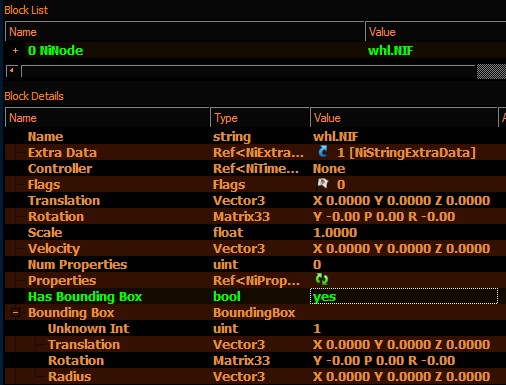 Block List
Name Value
0 NiNode whl.NIF
Block Details
Name Type Value A
Name string whl.NIF
Extra Data Ref<NiExtra... 1 [NiStringExtraData]
Controller Ref<NiTime... None
Flags Flags 0
Translation Vector3 X 0.0000 Y 0.0000 Z 0.0000
Rotation Matrix33 Y -0.00 P 0.00 R -0.00
Scale float 1.0000
Velocity Vector3 X 0.0000 Y 0.0000 Z 0.0000
Num Properties uint 0
Properties Ref<NiProp...
Has Bounding Box bool yes
Bounding Box BoundingBox
Unknown Int uint 1
Translation Vector3 X 0.0000 Y 0.0000 Z 0.0000
Rotation Matrix33 Y -0.00 P 0.00 R -0.00
Radius Vector3 X 0.0000 Y 0.0000 Z 0.0000